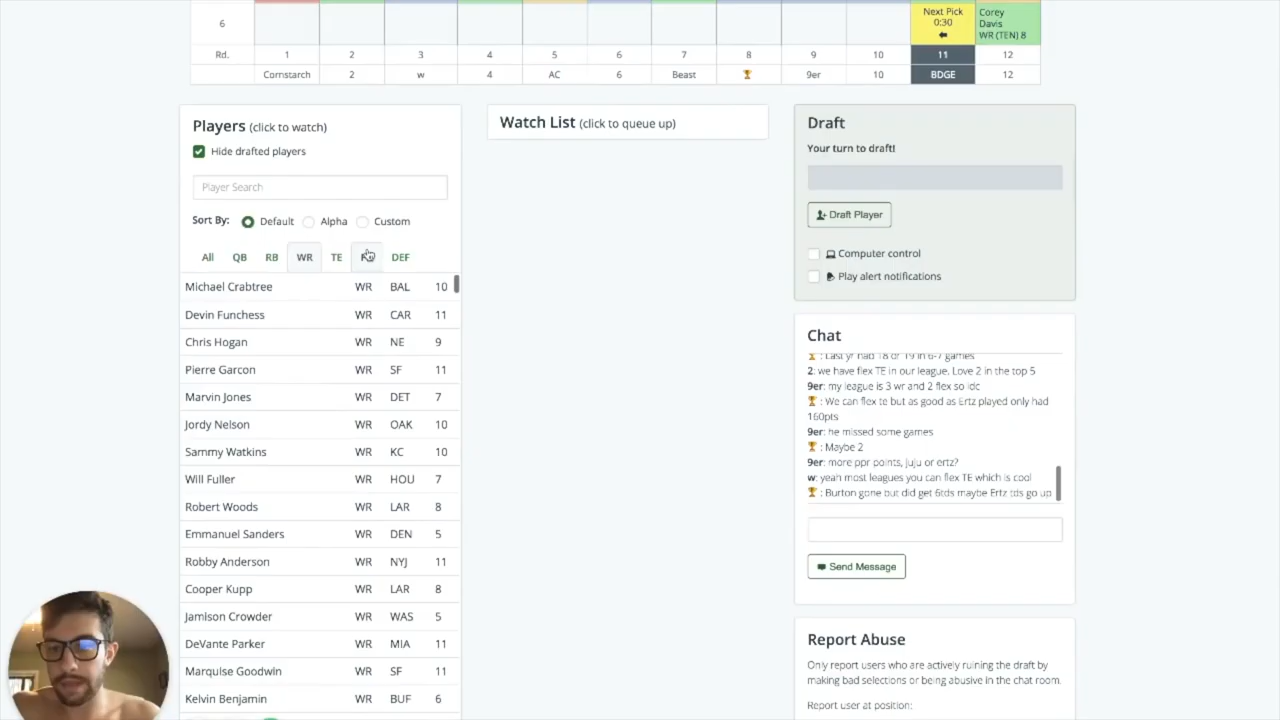 Next Pick
0:30
6
Corey
Davis
WR (TEN) 8
Rd. 1 2 3 4 5 6 7 8 9 10 11 12
Cornstarch 2 w 4 AC 6 Beast 🏆 9er 10 BDGE 12
Players (click to watch)
Hide drafted players
Player Search
Sort By: Default Alpha Custom
All QB RB WR TE DEF
Michael Crabtree WR BAL 10
Devin Funchess WR CAR 11
Chris Hogan WR NE 9
Pierre Garcon WR SF 11
Marvin Jones WR DET 7
Jordy Nelson WR OAK 10
Sammy Watkins WR KC 10
Will Fuller WR HOU 7
Robert Woods WR LAR 8
Emmanuel Sanders WR DEN 5
Robby Anderson WR NYJ 11
Cooper Kupp WR LAR 8
Jamison Crowder WR WAS 5
DeVante Parker WR MIA 11
Marquise Goodwin WR SF 11
Kelvin Benjamin WR BUF 6
Watch List (click to queue up)
Draft
Your turn to draft!
Draft Player
Computer control
Play alert notifications
Chat
🏆 : Last yr had 18 or 19 in 6-7 games
2: we have flex TE in our league. Love 2 in the top 5
9er: my league is 3 wr and 2 flex so idc
🏆 : We can flex te but as good as Ertz played only had
160pts
9er: he missed some games
🏆 : Maybe 2
9er: more ppr points, juju or ertz?
w: yeah most leagues you can flex TE which is cool
🏆 : Burton gone but did get 6tds maybe Ertz tds go up
Send Message
Report Abuse
Only report users who are actively ruining the draft by
making bad selections or being abusive in the chat room.
Report user at position: